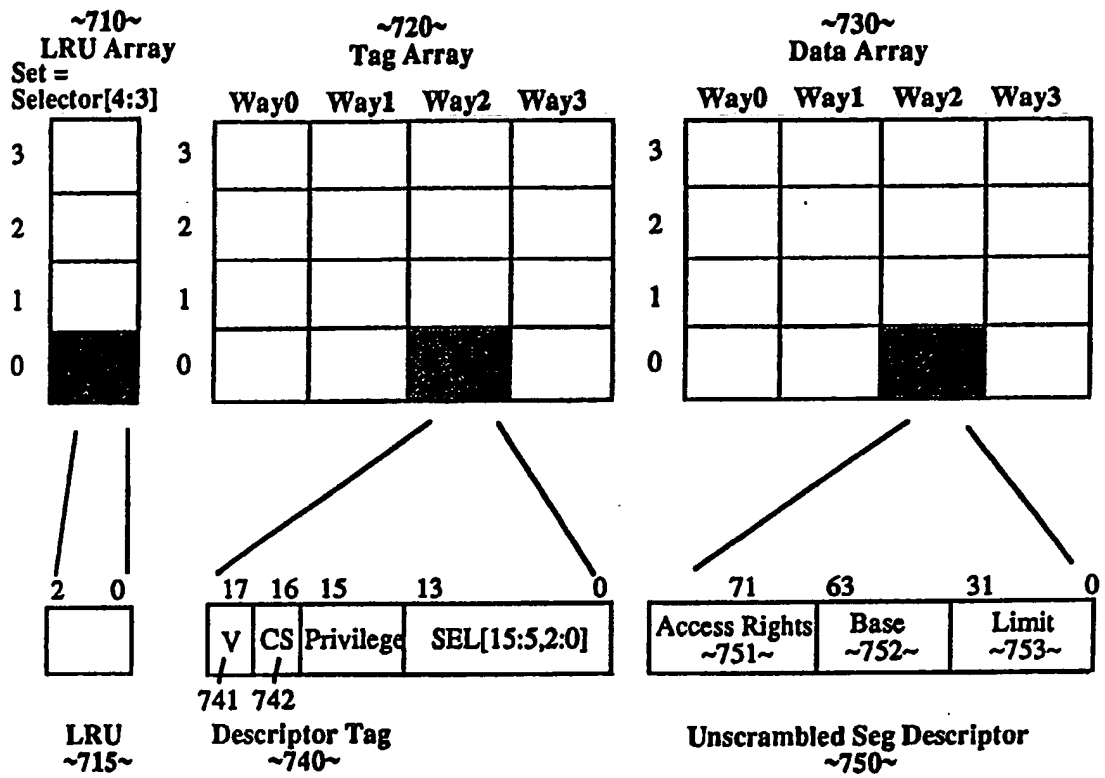 ~710~
LRU Array
Set =
Selector[4:3]
3
2
1
0
~720~
Tag Array
Way0 Way1 Way2 Way3
3
2
1
0
~730~
Data Array
Way0 Way1 Way2 Way3
3
2
1
0
2 0
LRU
~715~
17 16 15 13 0
V CS Privilege SEL[15:5,2:0]
741 742
Descriptor Tag
~740~
71 63 31 0
Access Rights Base Limit
~751~ ~752~ ~753~
Unscrambled Seg Descriptor
~750~